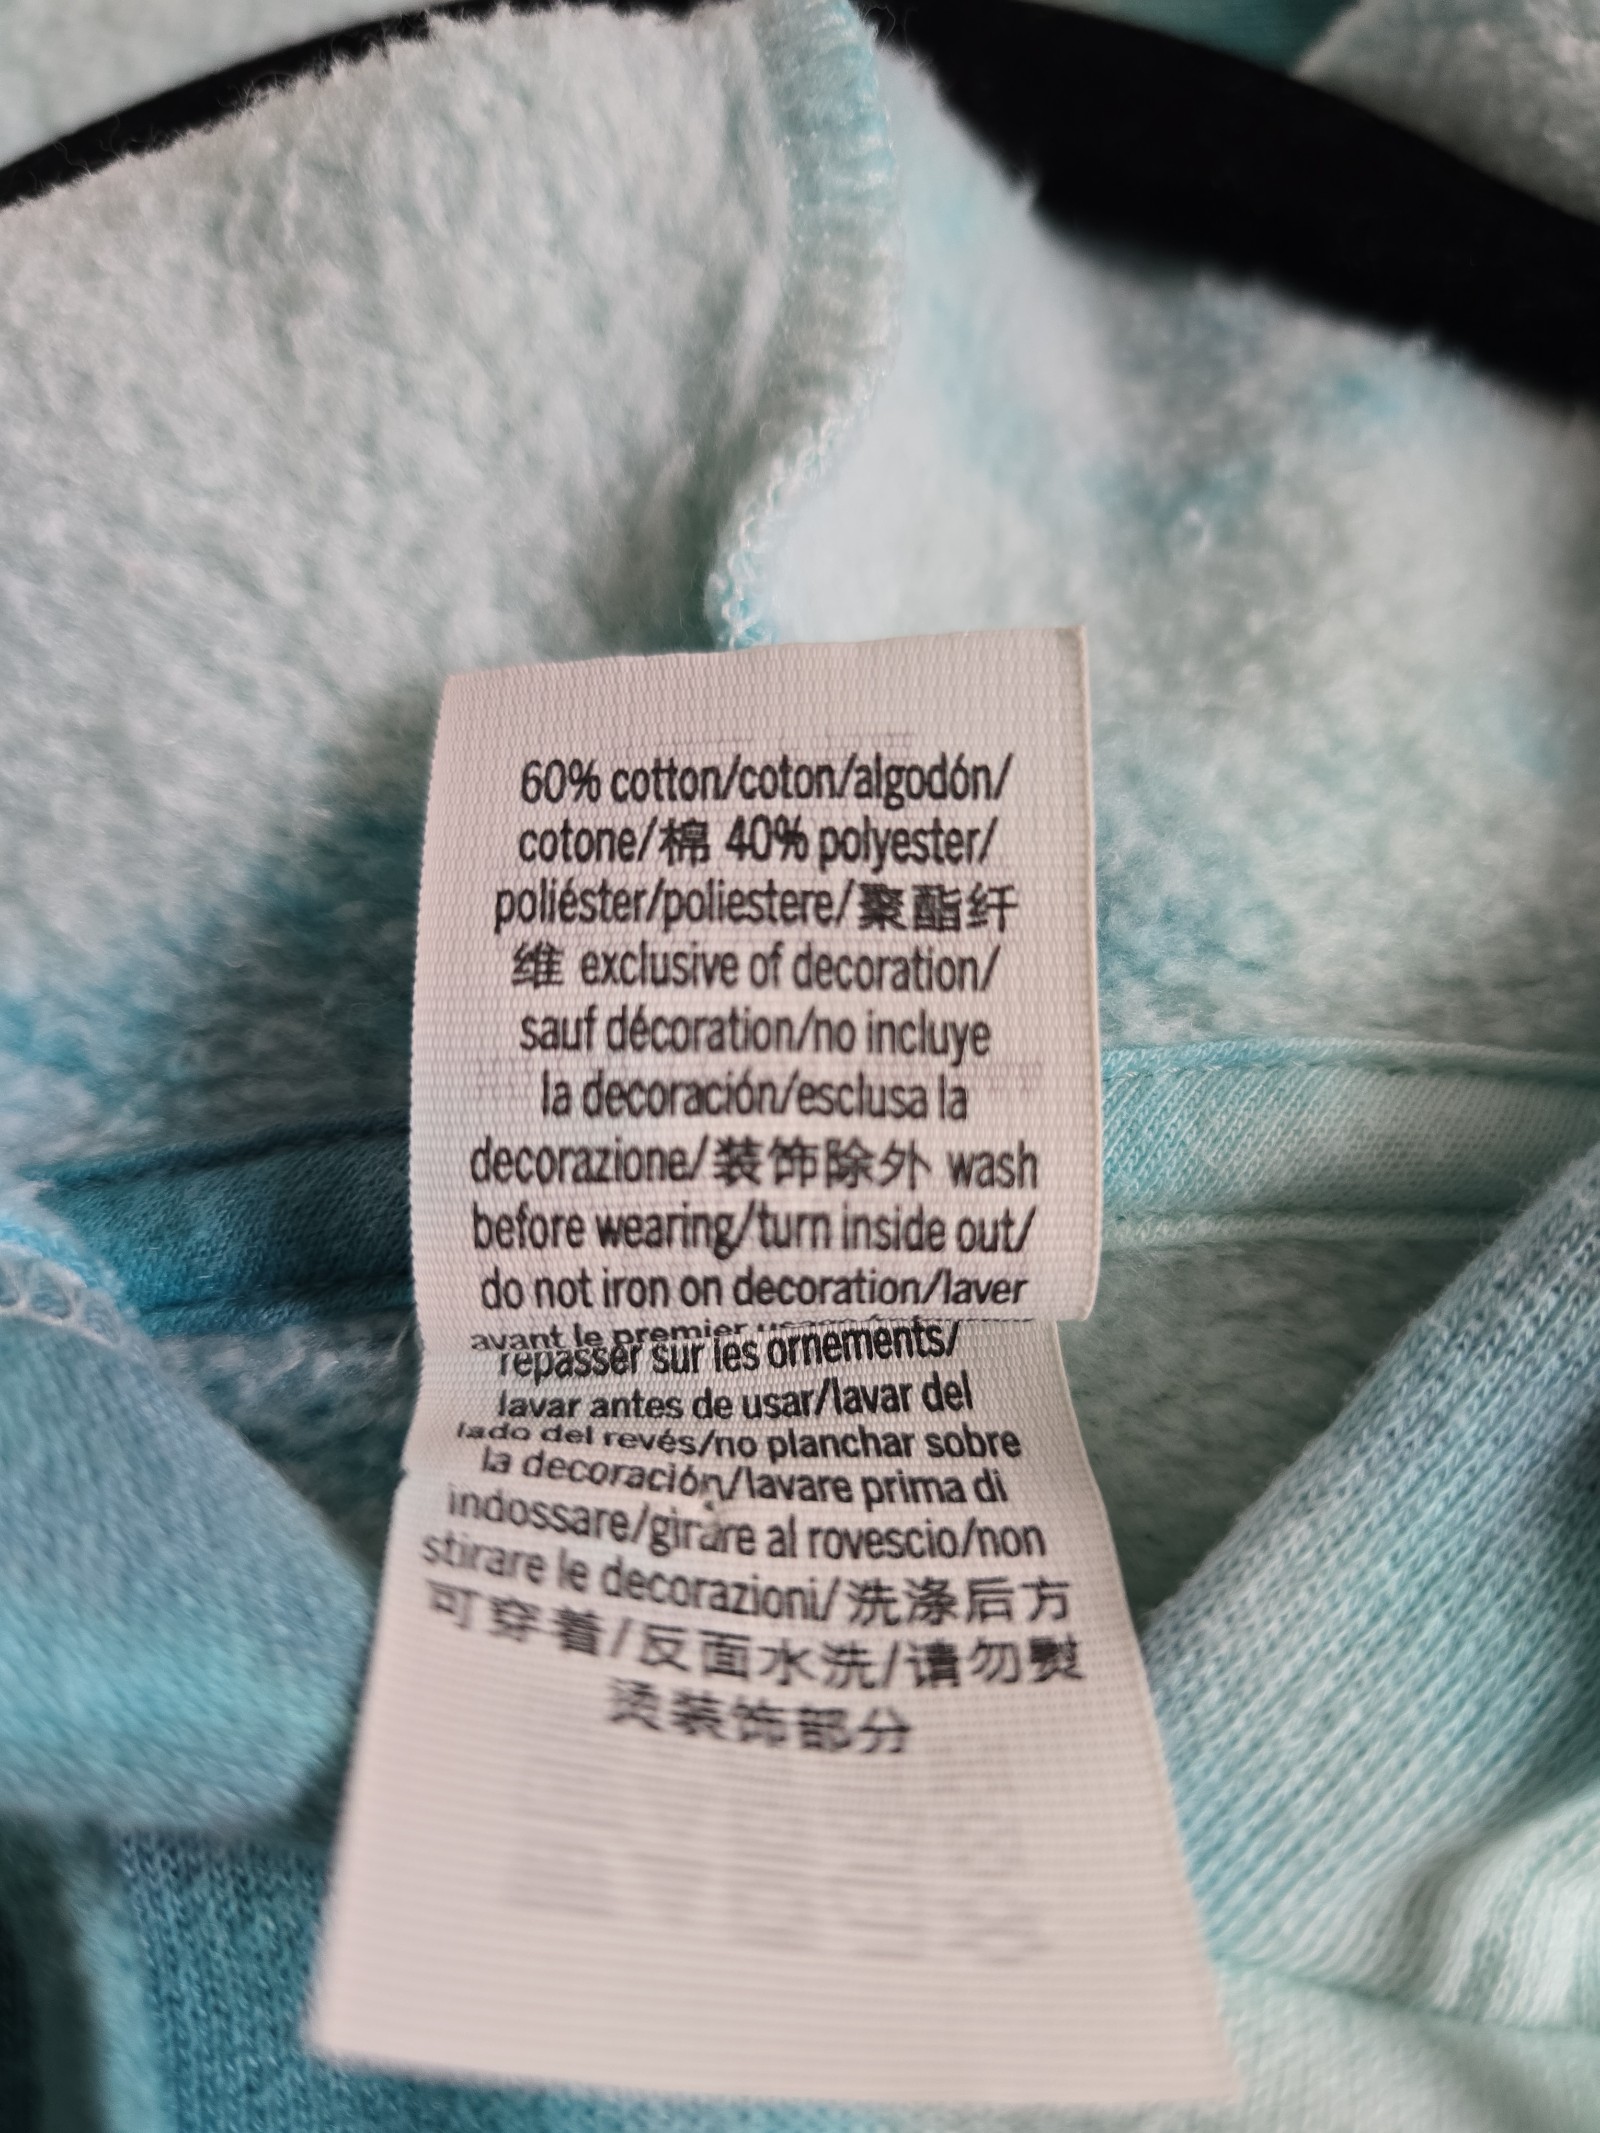 60% cotton/coton/algodón/
cotone/棉 40% polyester/
poliéster/poliestere/聚酯纤
维 exclusive of decoration/
sauf décoration/no incluye
la decoración/esclusa la
decorazione/装饰除外 wash
before wearing/turn inside out/
do not iron on decoration/laver
avant le premier
repasser sur les ornements/
lavar antes de usar/lavar del
lado del revés/no planchar sobre
la decoración/lavare prima di
indossare/girare al rovescio/non
stirare le decorazioni/洗涤后方
可穿着/反面水洗/请勿熨
烫装饰部分